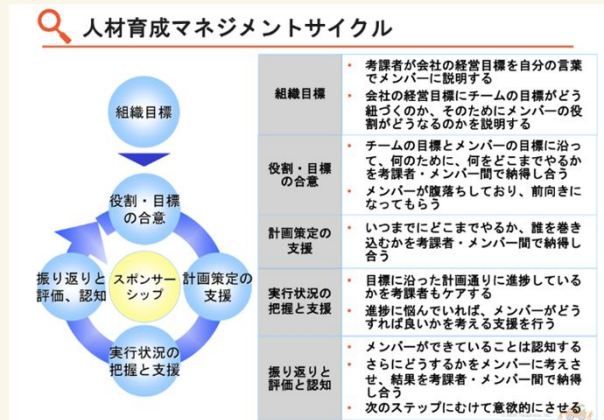 人材育成マネジメントサイクル
組織目標
役割・目標
の合意
計画策定の
支援
実行状況の
把握と支援
振り返りと
評価、認知
スポンサー
シップ
組織目標
• 考課者が会社の経営目標を自分の言葉
でメンバーに説明する
• 会社の経営目標にチームの目標がどう
紐づくのか、そのためにメンバーの役
割がどうなるのかを説明する
役割・目標
の合意
• チームの目標とメンバーの目標に沿っ
て、何のために、何をどこまでやるか
を考課者・メンバー間で納得し合う
• メンバーが腹落ちしており、前向きに
なってもらう
計画策定の
支援
• いつまでにどこまでやるか、誰を巻き
込むかを考課者・メンバー間で納得し
合う
実行状況の
把握と支援
• 目標に沿った計画通りに進捗している
かを考課者もケアする
• 進捗に悩んでいれば、メンバーがどう
すれば良いかを考える支援を行う
振り返りと
評価と認知
• メンバーができていることは認知する
• さらにどうするかをメンバーに考えさ
せ、結果を考課者・メンバー間で納得
し合う
• 次のステップにむけて意欲的にさせる